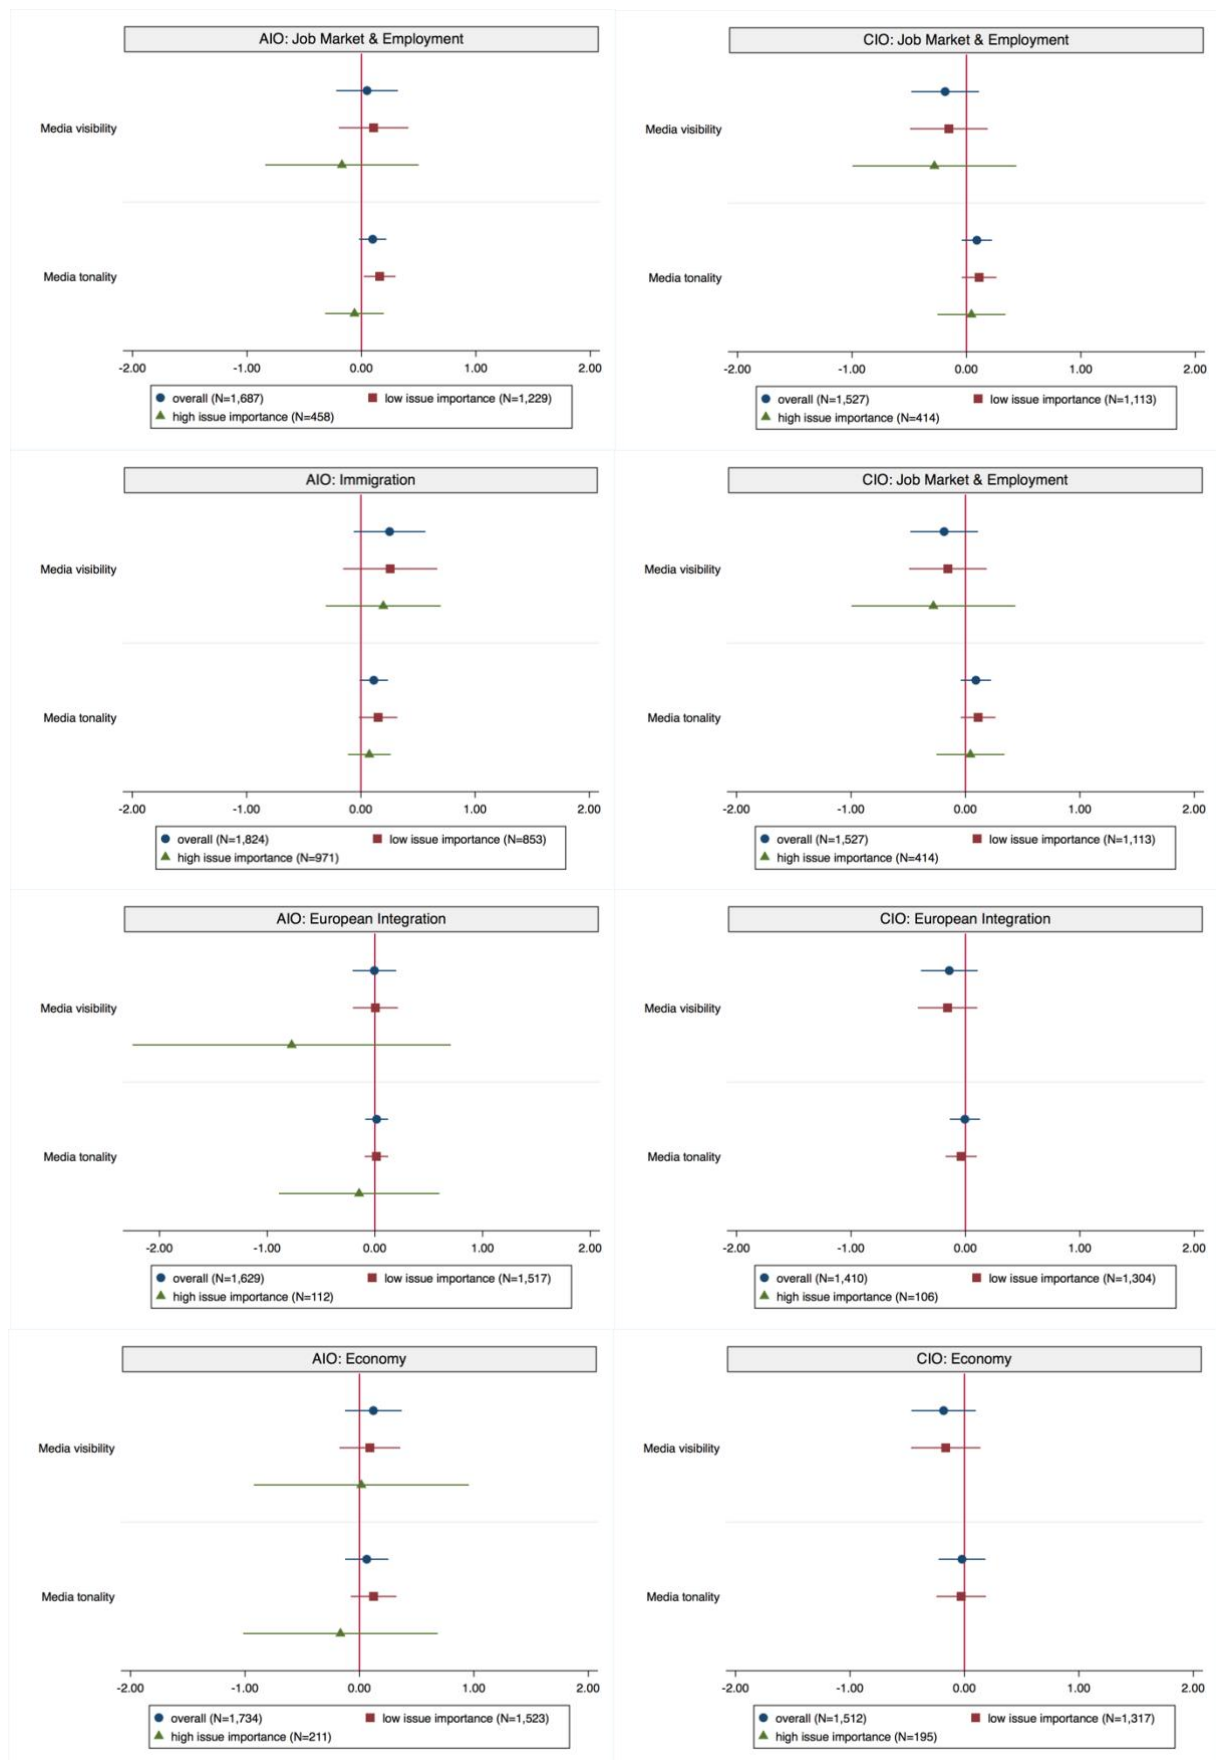 AIO: Job Market & Employment
Media visibility
Media tonality
-2.00 -1.00 0.00 1.00 2.00
overall (N=1,687) low issue importance (N=1,229)
high issue importance (N=458)
CIO: Job Market & Employment
Media visibility
Media tonality
-2.00 -1.00 0.00 1.00 2.00
overall (N=1,527) low issue importance (N=1,113)
high issue importance (N=414)
AIO: Immigration
Media visibility
Media tonality
-2.00 -1.00 0.00 1.00 2.00
overall (N=1,824) low issue importance (N=853)
high issue importance (N=971)
CIO: Job Market & Employment
Media visibility
Media tonality
-2.00 -1.00 0.00 1.00 2.00
overall (N=1,527) low issue importance (N=1,113)
high issue importance (N=414)
AIO: European Integration
Media visibility
Media tonality
-2.00 -1.00 0.00 1.00 2.00
overall (N=1,629) low issue importance (N=1,517)
high issue importance (N=112)
CIO: European Integration
Media visibility
Media tonality
-2.00 -1.00 0.00 1.00 2.00
overall (N=1,410) low issue importance (N=1,304)
high issue importance (N=106)
AIO: Economy
Media visibility
Media tonality
-2.00 -1.00 0.00 1.00 2.00
overall (N=1,734) low issue importance (N=1,523)
high issue importance (N=211)
CIO: Economy
Media visibility
Media tonality
-2.00 -1.00 0.00 1.00 2.00
overall (N=1,512) low issue importance (N=1,317)
high issue importance (N=195)